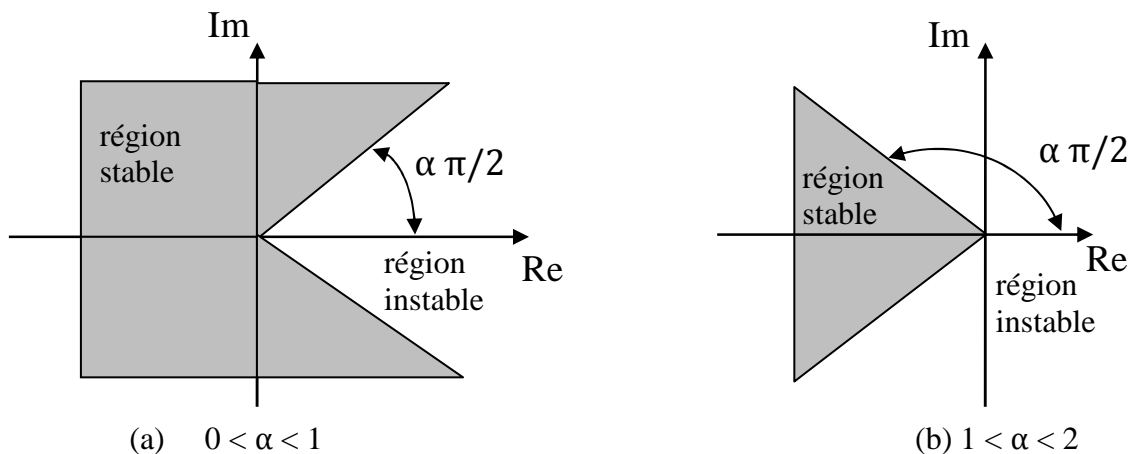 Im
région
stable
α π/2
Re
région
instable
(a) 0 < α < 1
Im
région
stable
α π/2
Re
région
instable
(b) 1 < α < 2